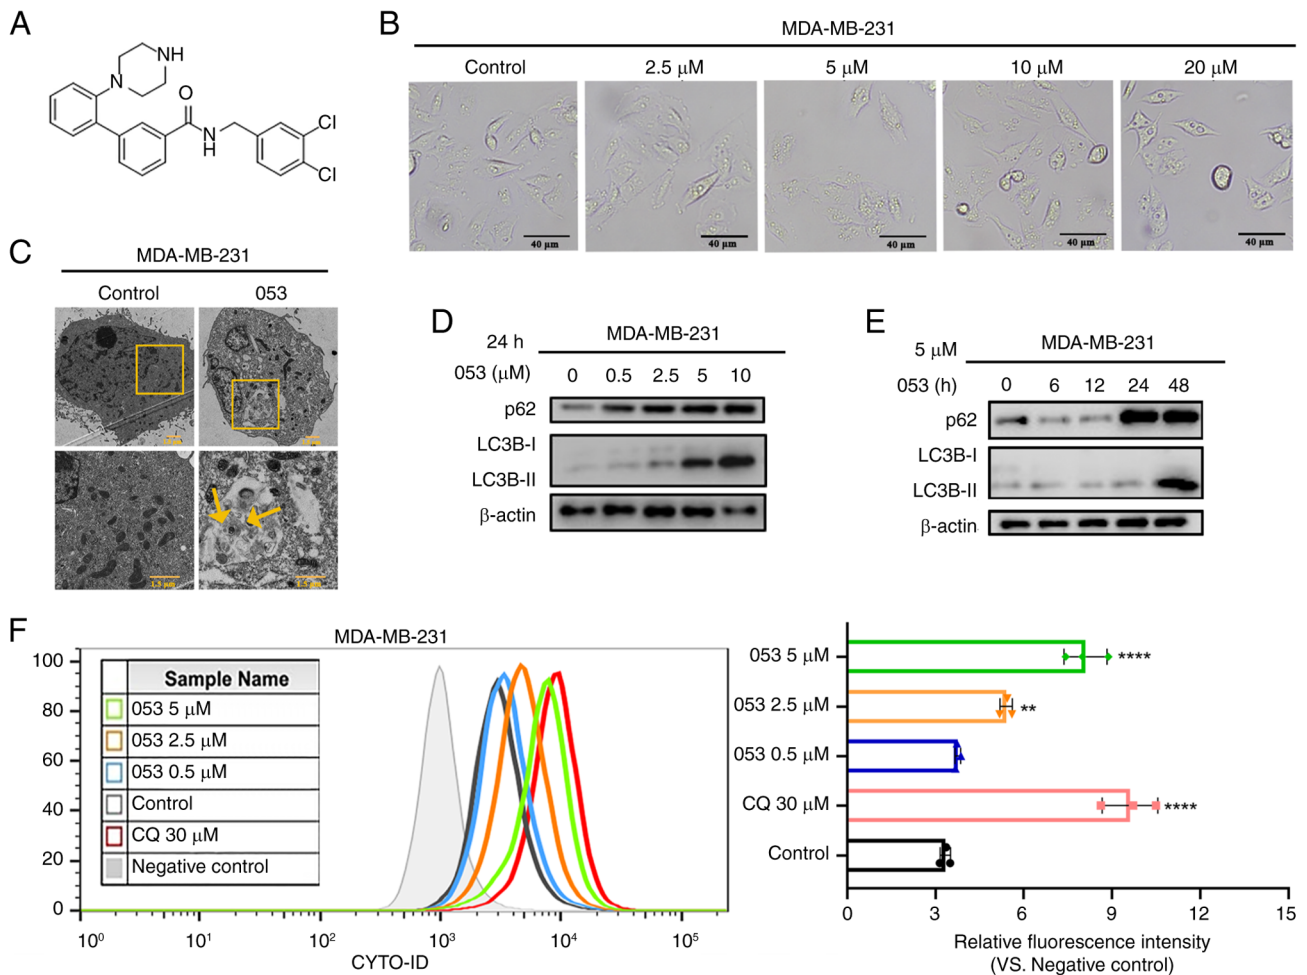 A
NH
N
O
N
H
Cl
Cl
B
MDA-MB-231
Control 2.5 μM 5 μM 10 μM 20 μM
40 μm 40 μm 40 μm 40 μm 40 μm
C
MDA-MB-231
Control 053
1.5 μm 1.5 μm
D
24 h MDA-MB-231
053 (μM) 0 0.5 2.5 5 10
p62
LC3B-I
LC3B-II
β-actin
E
5 μM MDA-MB-231
053 (h) 0 6 12 24 48
p62
LC3B-I
LC3B-II
β-actin
F
MDA-MB-231
100
80
60
40
20
0
Sample Name
053 5 μM
053 2.5 μM
053 0.5 μM
Control
CQ 30 μM
Negative control
10⁰ 10¹ 10² 10³ 10⁴ 10⁵
CYTO-ID
053 5 μM ****
053 2.5 μM **
053 0.5 μM
CQ 30 μM ****
Control
0 3 6 9 12 15
Relative fluorescence intensity
(VS. Negative control)